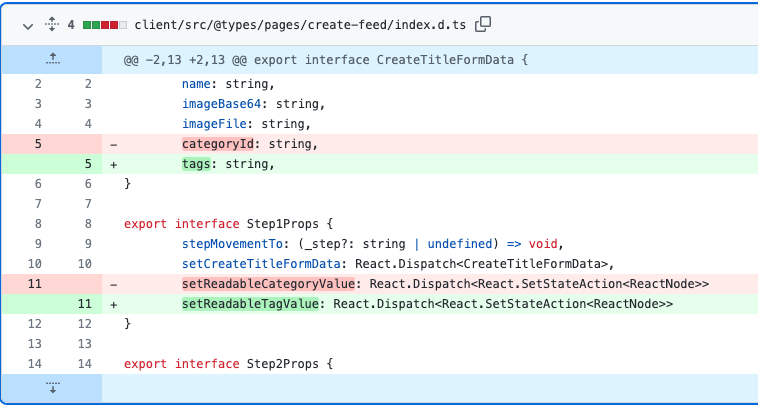 4 client/src/@types/pages/create-feed/index.d.ts
@@ -2,13 +2,13 @@ export interface CreateTitleFormData {
2 2 name: string,
3 3 imageBase64: string,
4 4 imageFile: string,
5 - categoryId: string,
5 + tags: string,
6 6 }
7 7
8 8 export interface Step1Props {
9 9 stepMovementTo: (_step?: string | undefined) => void,
10 10 setCreateTitleFormData: React.Dispatch<CreateTitleFormData>,
11 - setReadableCategoryValue: React.Dispatch<React.SetStateAction<ReactNode>>
11 + setReadableTagValue: React.Dispatch<React.SetStateAction<ReactNode>>
12 12 }
13 13
14 14 export interface Step2Props {